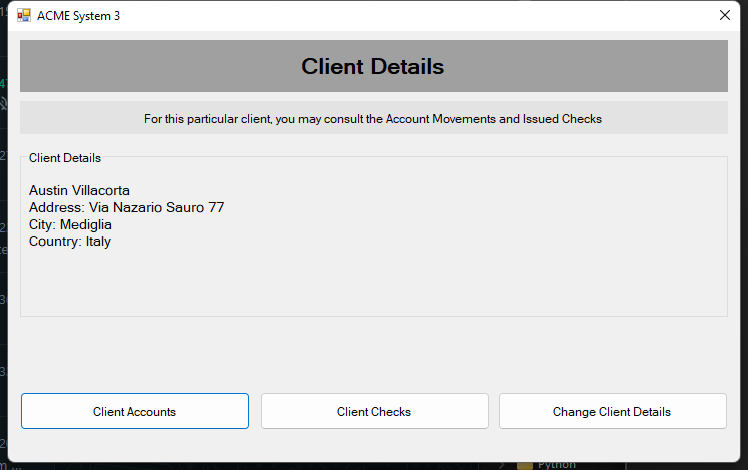 ACME System 3
Client Details
For this particular client, you may consult the Account Movements and Issued Checks
Client Details
Austin Villacorta
Address: Via Nazario Sauro 77
City: Mediglia
Country: Italy
Client Accounts
Client Checks
Change Client Details
Python